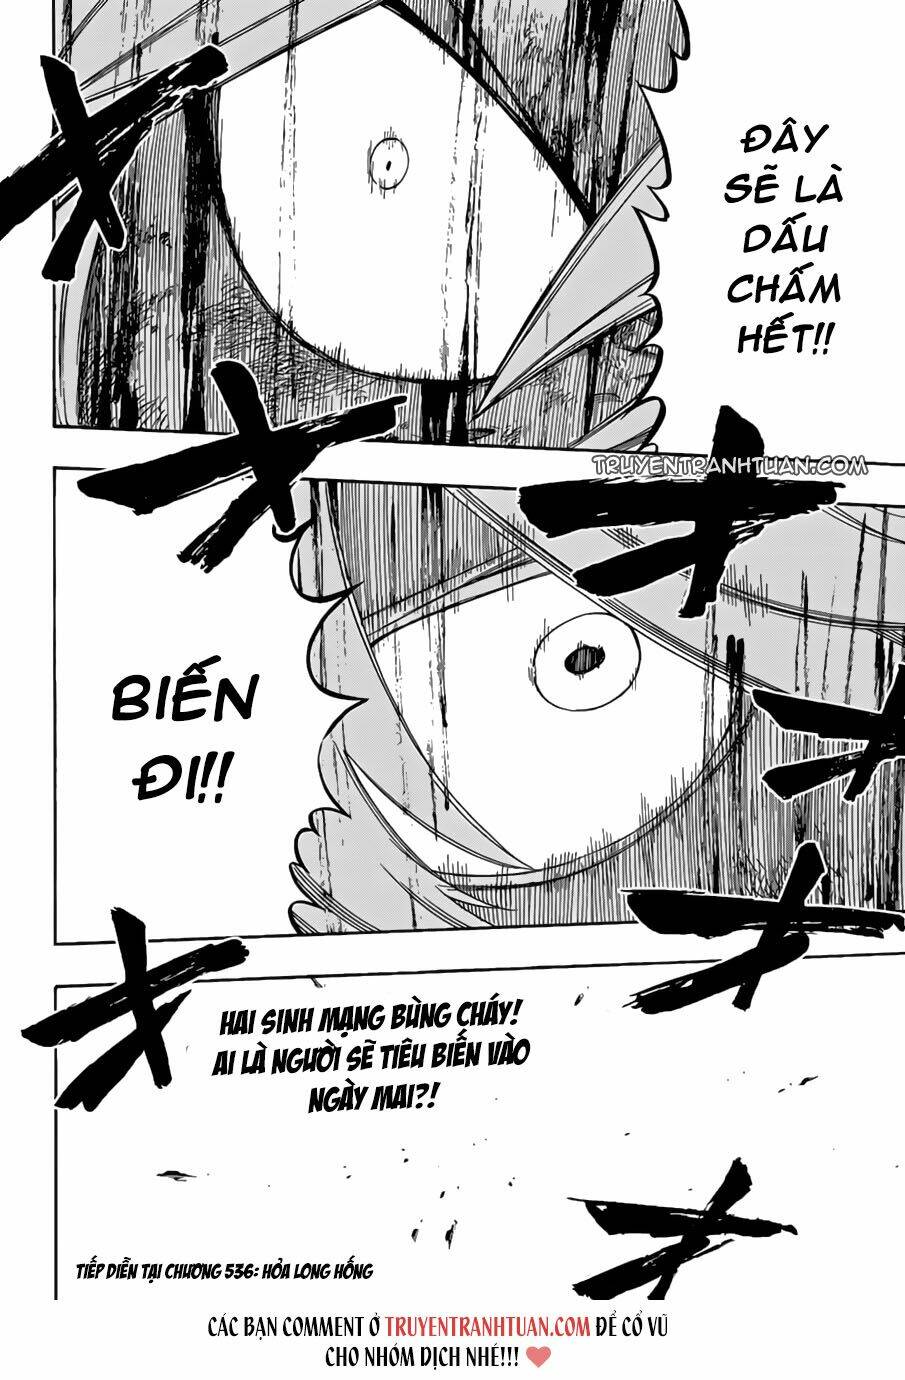 ĐÂY
SẼ LÀ
DẤU
CHẤM
HẾT!!
TRUYENTRANHTUAN.COM
BIẾN
ĐI!!
HAI SINH MẠNG BÙNG CHÁY!
AI LÀ NGƯỜI SẼ TIÊU BIẾN VÀO
NGÀY MAI?!
TIẾP DIỄN TẠI CHƯƠNG 536: HỎA LONG HỐNG
CÁC BẠN COMMENT Ở TRUYENTRANHTUAN.COM ĐỂ CỔ VŨ
CHO NHÓM DỊCH NHÉ!!! ❤